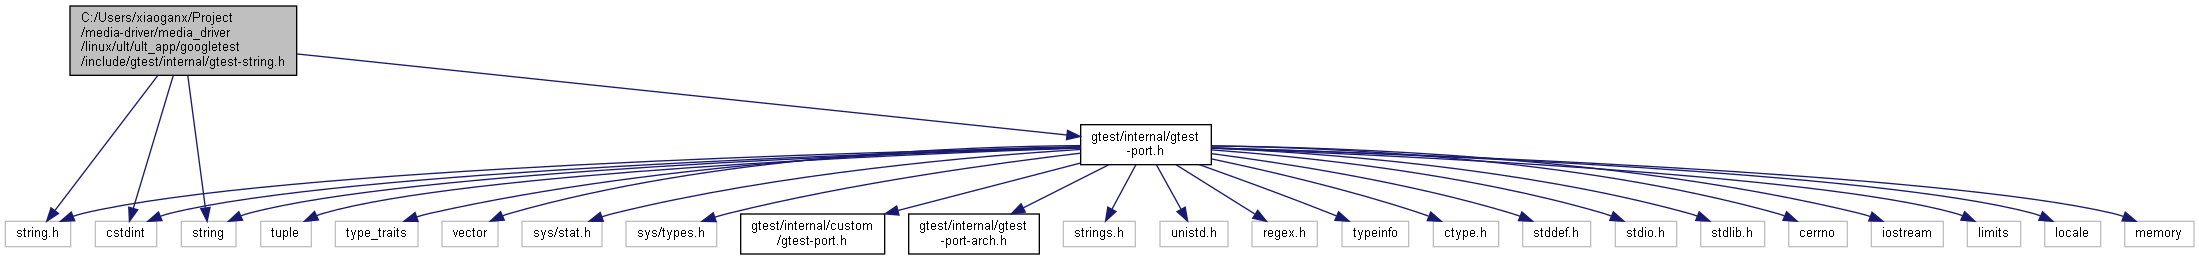 C:/Users/xiaoganx/Project
/media-driver/media_driver
/linux/ult/ult_app/googletest
/include/gtest/internal/gtest-string.h
gtest/internal/gtest
-port.h
string.h
cstdint
string
tuple
type_traits
vector
sys/stat.h
sys/types.h
gtest/internal/custom
/gtest-port.h
gtest/internal/gtest
-port-arch.h
strings.h
unistd.h
regex.h
typeinfo
ctype.h
stddef.h
stdio.h
stdlib.h
cerrno
iostream
limits
locale
memory